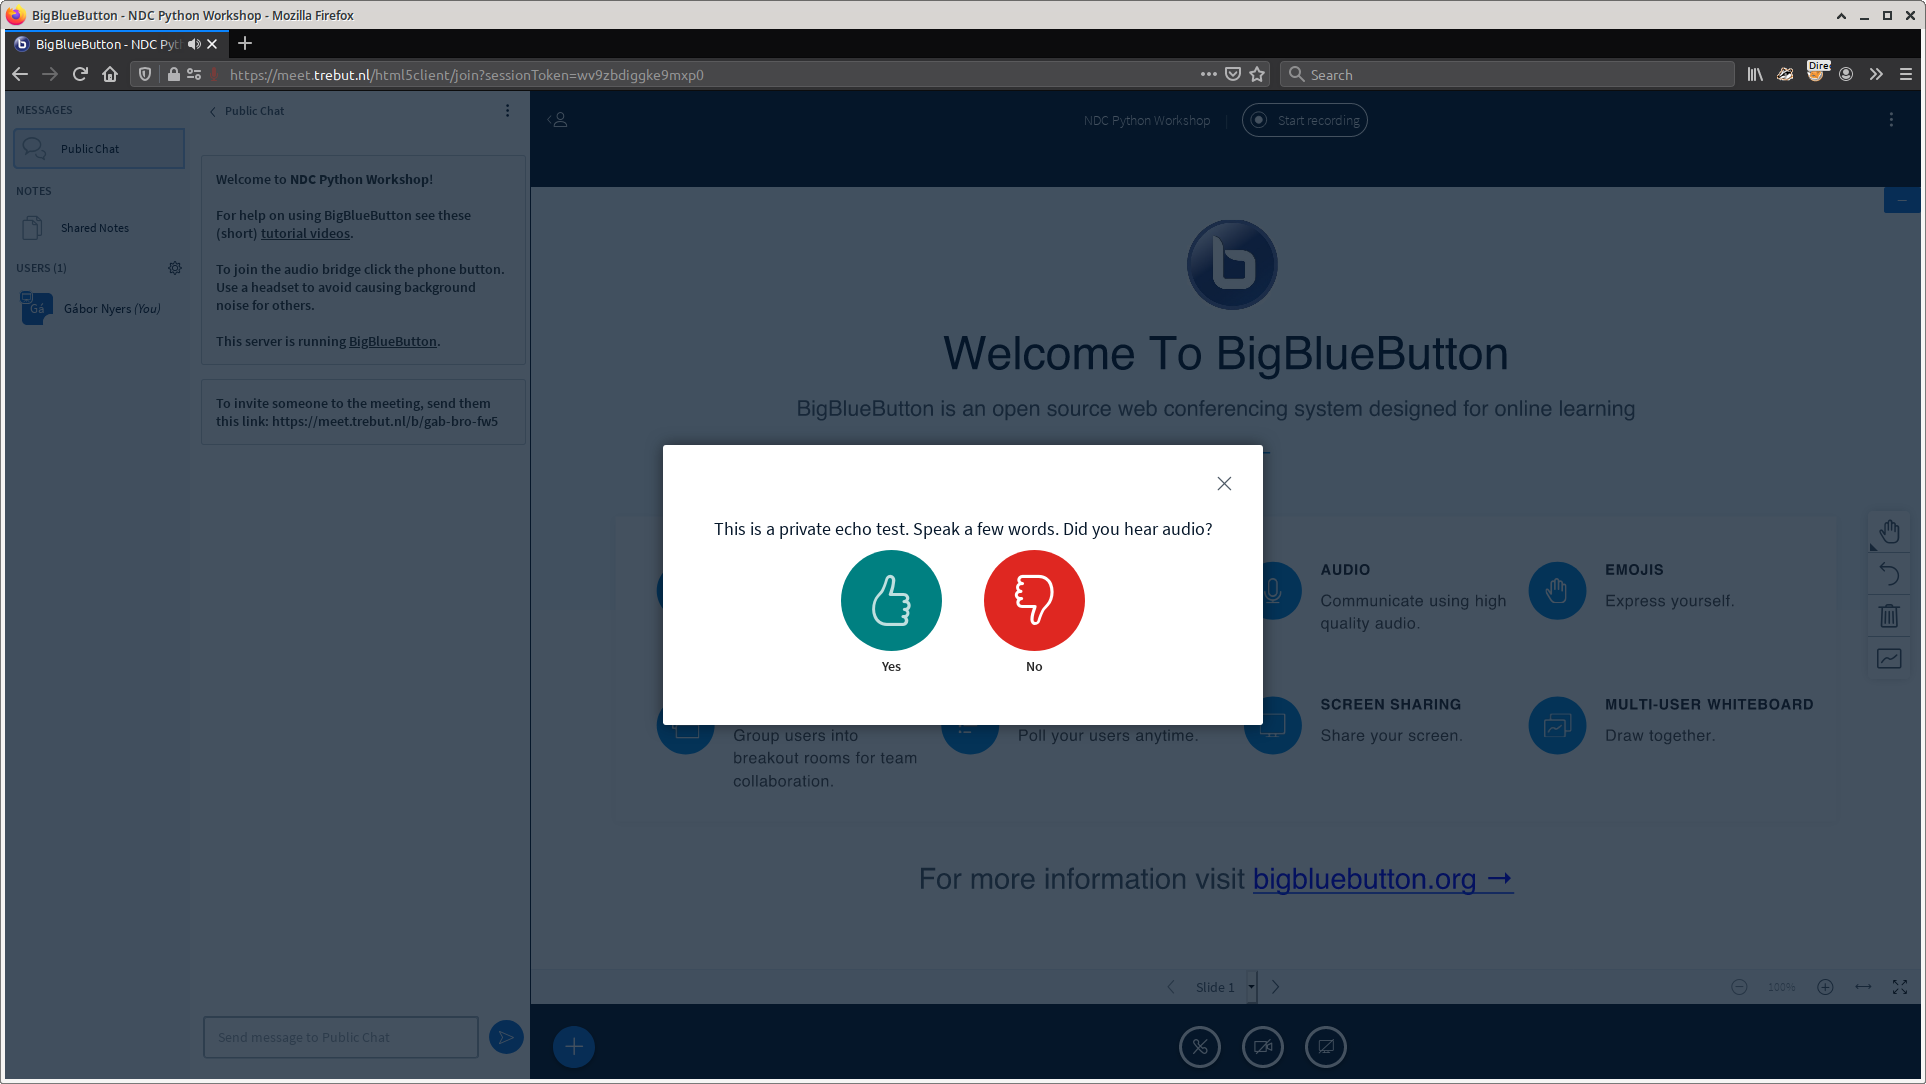 BigBlueButton - NDC Python Workshop - Mozilla Firefox
BigBlueButton - NDC Pyt
https://meet.trebut.nl/html5client/join?sessionToken=wv9zbdiggke9mxp0
Search
Dire
MESSAGES
Public Chat
NOTES
Shared Notes
USERS (1)
Gá
Gábor Nyers (You)
Public Chat
Welcome to NDC Python Workshop!
For help on using BigBlueButton see these
(short) tutorial videos.
To join the audio bridge click the phone button.
Use a headset to avoid causing background
noise for others.
This server is running BigBlueButton.
To invite someone to the meeting, send them
this link: https://meet.trebut.nl/b/gab-bro-fw5
Send message to Public Chat
NDC Python Workshop
Start recording
Welcome To BigBlueButton
BigBlueButton is an open source web conferencing system designed for online learning
This is a private echo test. Speak a few words. Did you hear audio?
Yes
No
AUDIO
Communicate using high
quality audio.
EMOJIS
Express yourself.
Group users into
breakout rooms for team
collaboration.
Poll your users anytime.
SCREEN SHARING
Share your screen.
MULTI-USER WHITEBOARD
Draw together.
For more information visit bigbluebutton.org →
Slide 1
100%